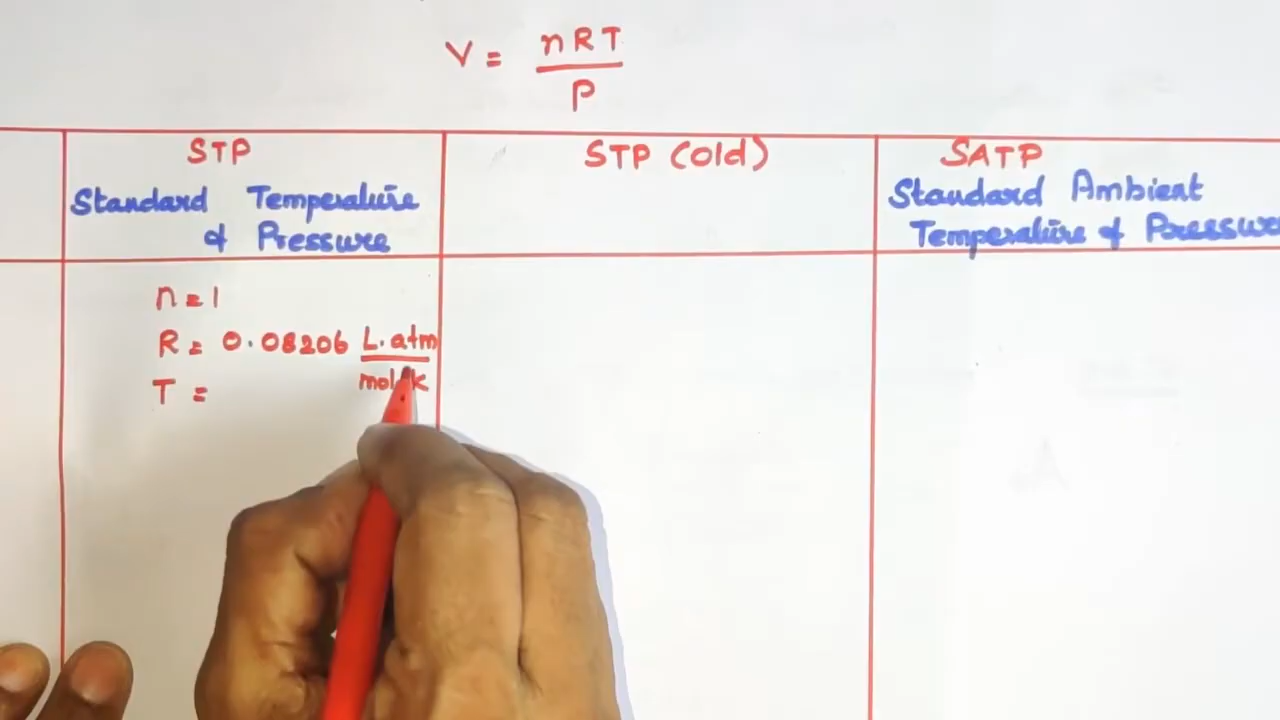 V = nRT
P
STP
Standard Temperature
& Pressure
STP (old)
SATP
Standard Ambient
Temperature & Pressure
n = 1
R = 0.08206 L.atm
mol.k
T =